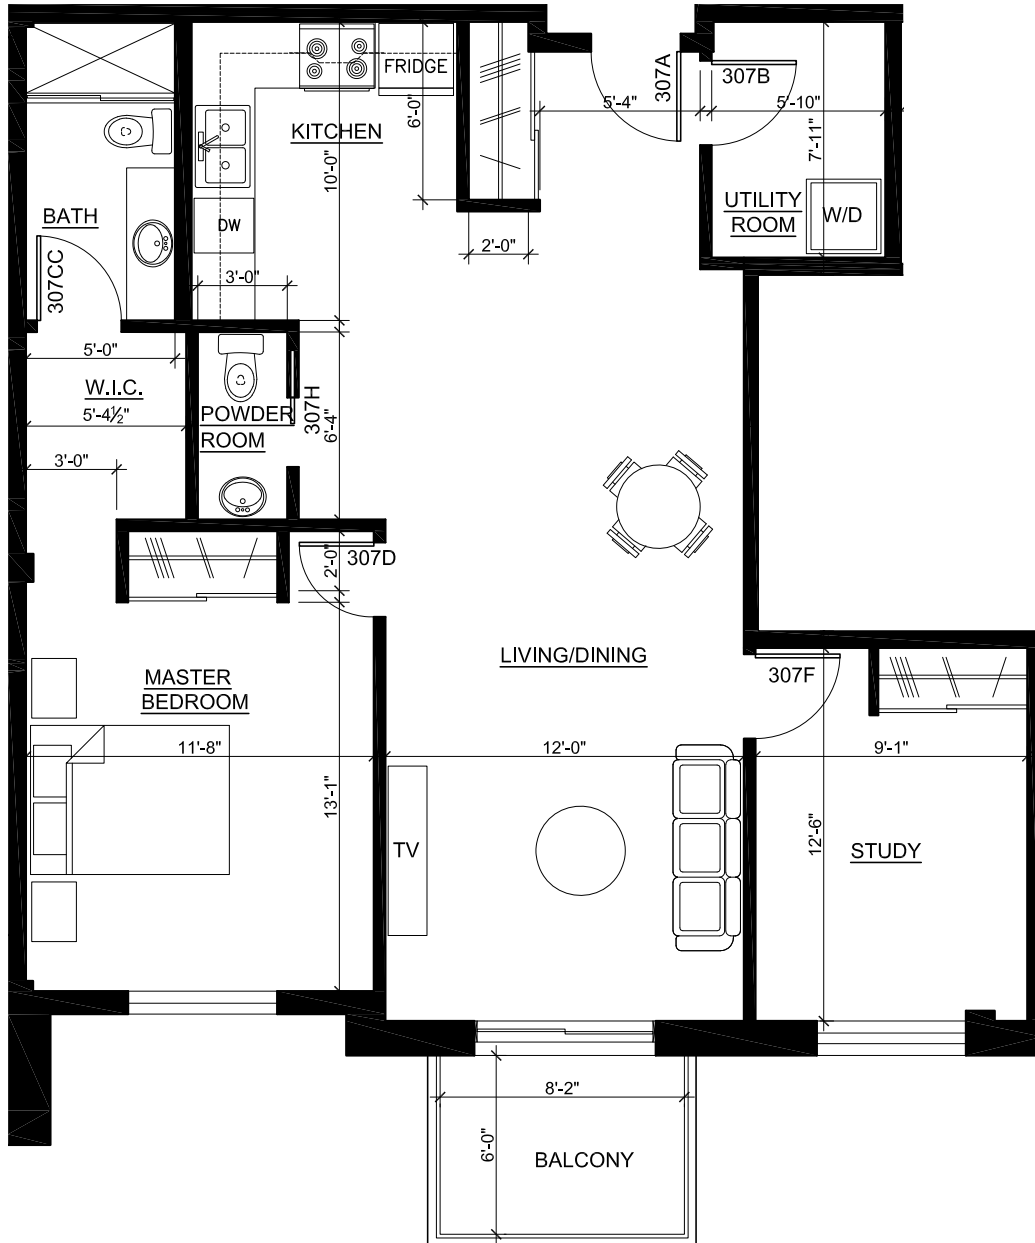 FRIDGE
307A
307B
5'-4"
5'-10"
KITCHEN
6'-0"
10'-0"
7'-11"
UTILITY
ROOM
W/D
BATH
DW
2'-0"
307CC
3'-0"
5'-0"
W.I.C.
5'-4½"
POWDER
ROOM
307H
6'-4"
3'-0"
307D
2'-0"
LIVING/DINING
MASTER
BEDROOM
307F
11'-8"
12'-0"
9'-1"
13'-1"
12'-6"
TV
STUDY
8'-2"
6'-0"
BALCONY